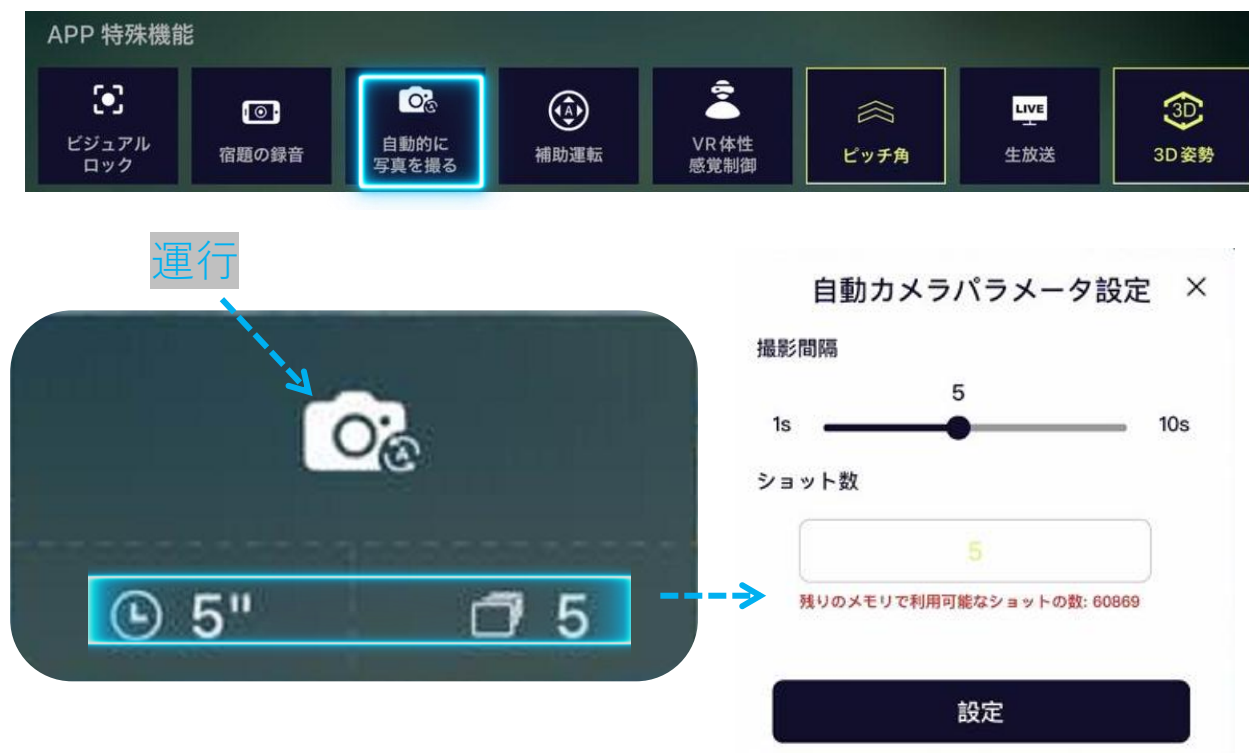 APP 特殊機能
ビジュアル
ロック
宿題の録音
自動的に
写真を撮る
A
補助運転
VR体性
感覚制御
ピッチ角
LIVE
生放送
3D
3D姿勢
運行
A
5" 5
自動カメラパラメータ設定 ×
撮影間隔
5
1s 10s
ショット数
5
残りのメモリで利用可能なショットの数: 60869
設定